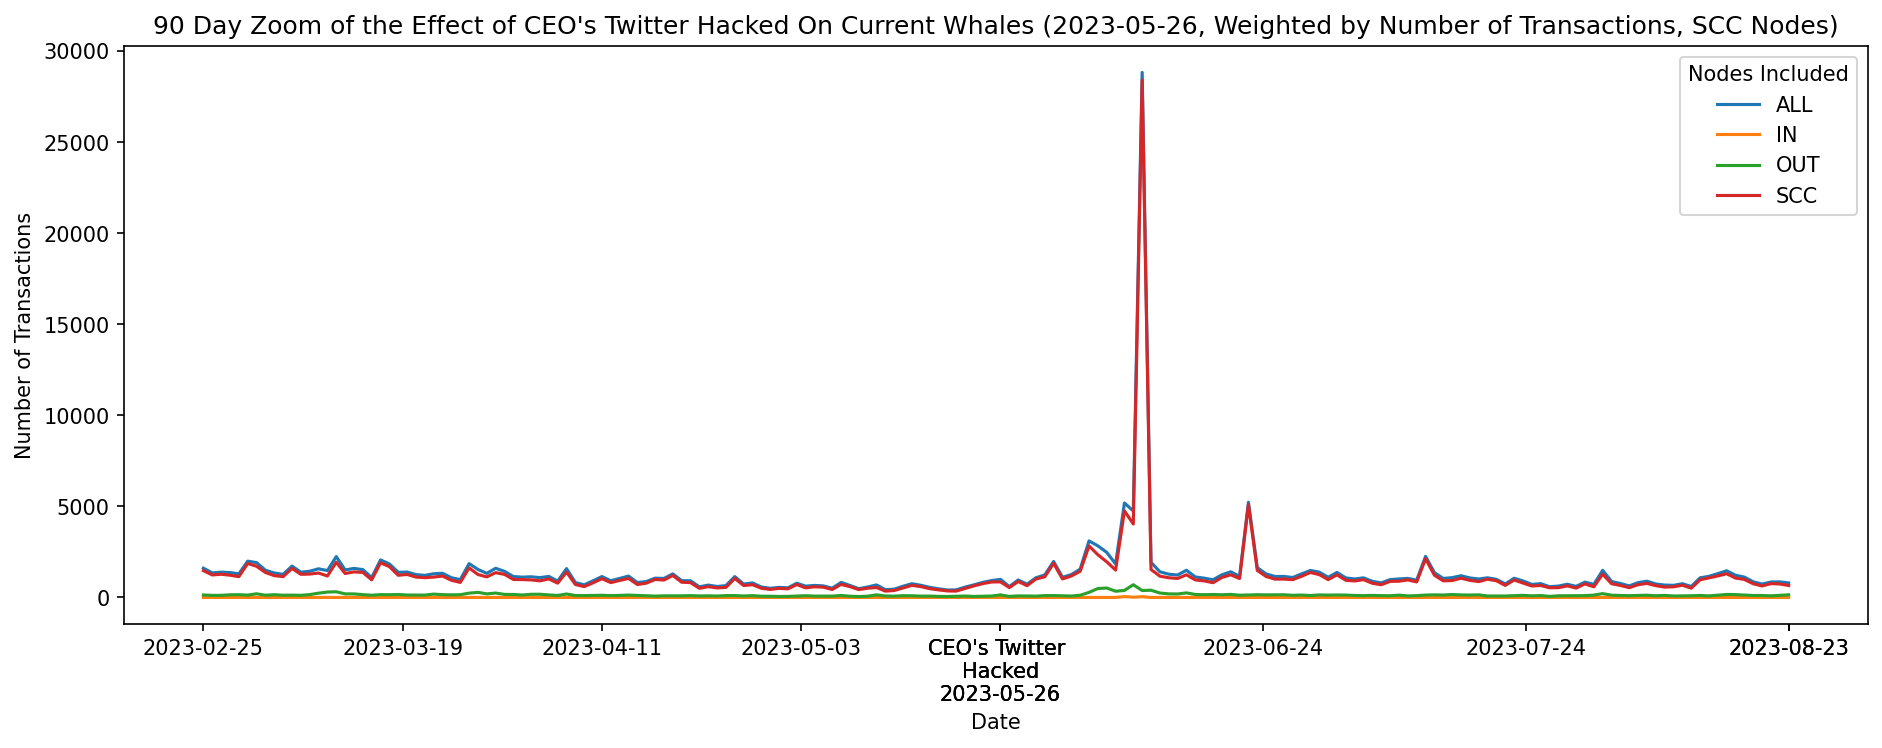 90 Day Zoom of the Effect of CEO's Twitter Hacked On Current Whales (2023-05-26, Weighted by Number of Transactions, SCC Nodes)
30000
25000
20000
15000
10000
5000
0
Number of Transactions
Nodes Included
ALL
IN
OUT
SCC
2023-02-25
2023-03-19
2023-04-11
2023-05-03
CEO's Twitter
Hacked
2023-05-26
2023-06-24
2023-07-24
2023-08-23
Date